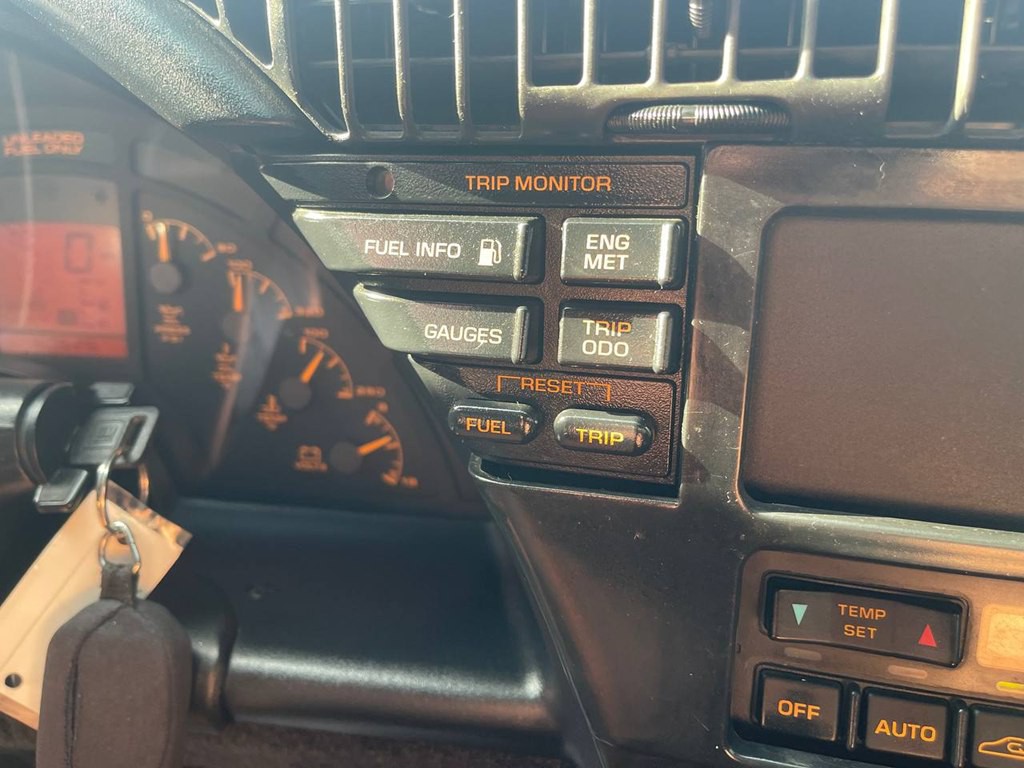 UNLEADED
FUEL ONLY
TRIP MONITOR
FUEL INFO
ENG
MET
GAUGES
TRIP
ODO
RESET
FUEL
TRIP
TEMP
SET
OFF
AUTO
0